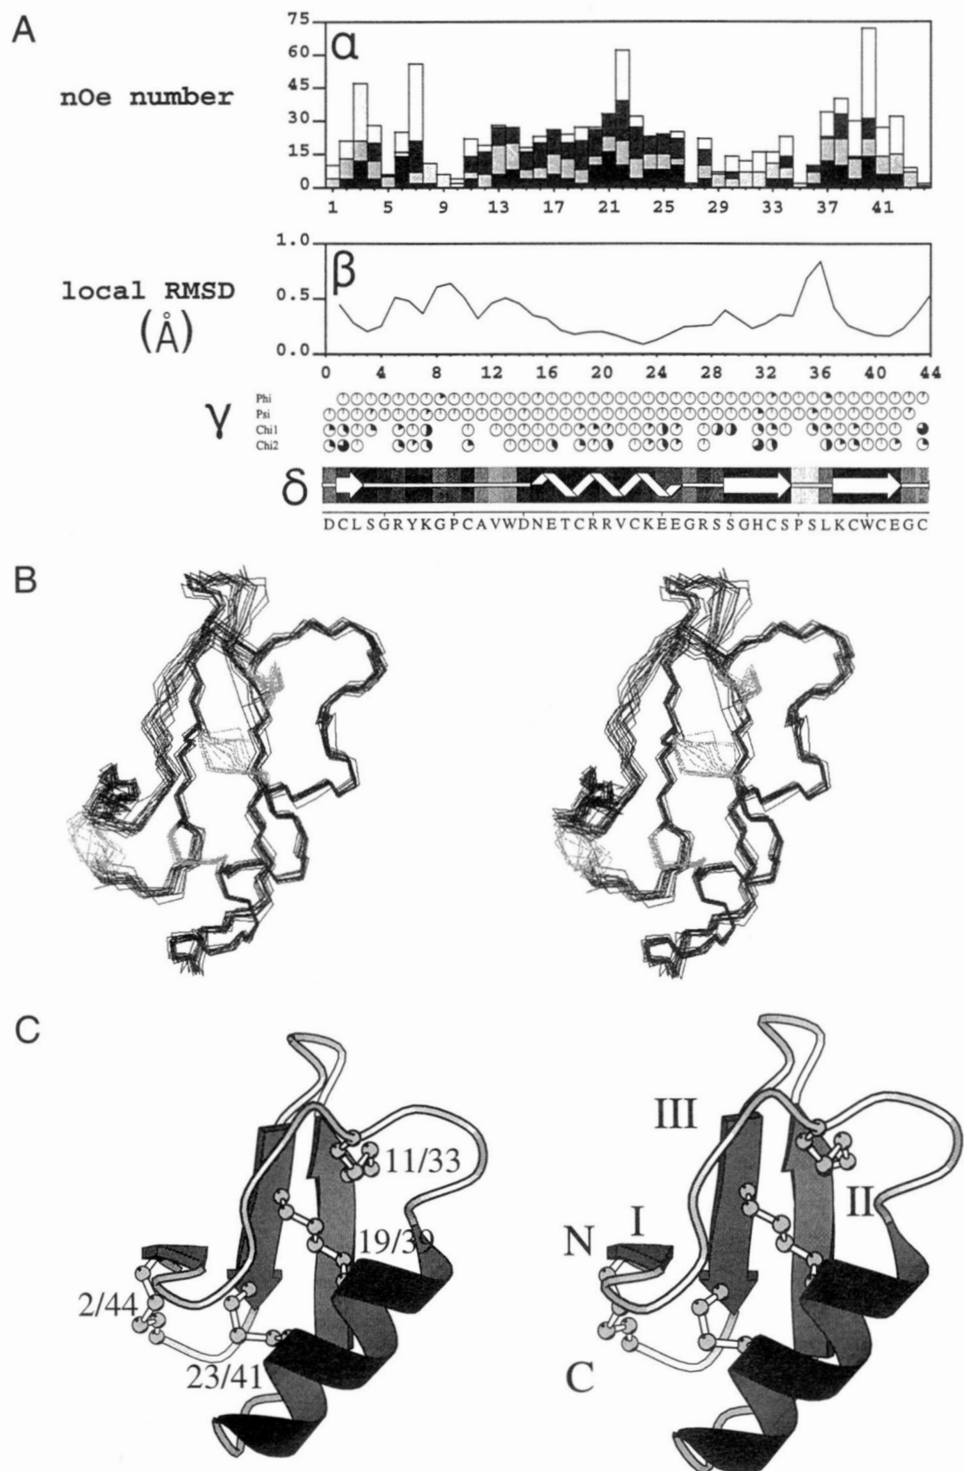 A
α
nOe number
75
60
45
30
15
0
1 5 9 13 17 21 25 29 33 37 41
β
local RMSD
(Å)
1.0
0.5
0.0
0 4 8 12 16 20 24 28 32 36 40 44
γ
Phi
Psi
Chi1
Chi2
δ
DCLSGRYKGPCAVWDNETCRRVCKEEGRSSGHCSPSLKCWCEGC
B
C
11/33
19/39
2/44
23/41
III
II
I
N
C